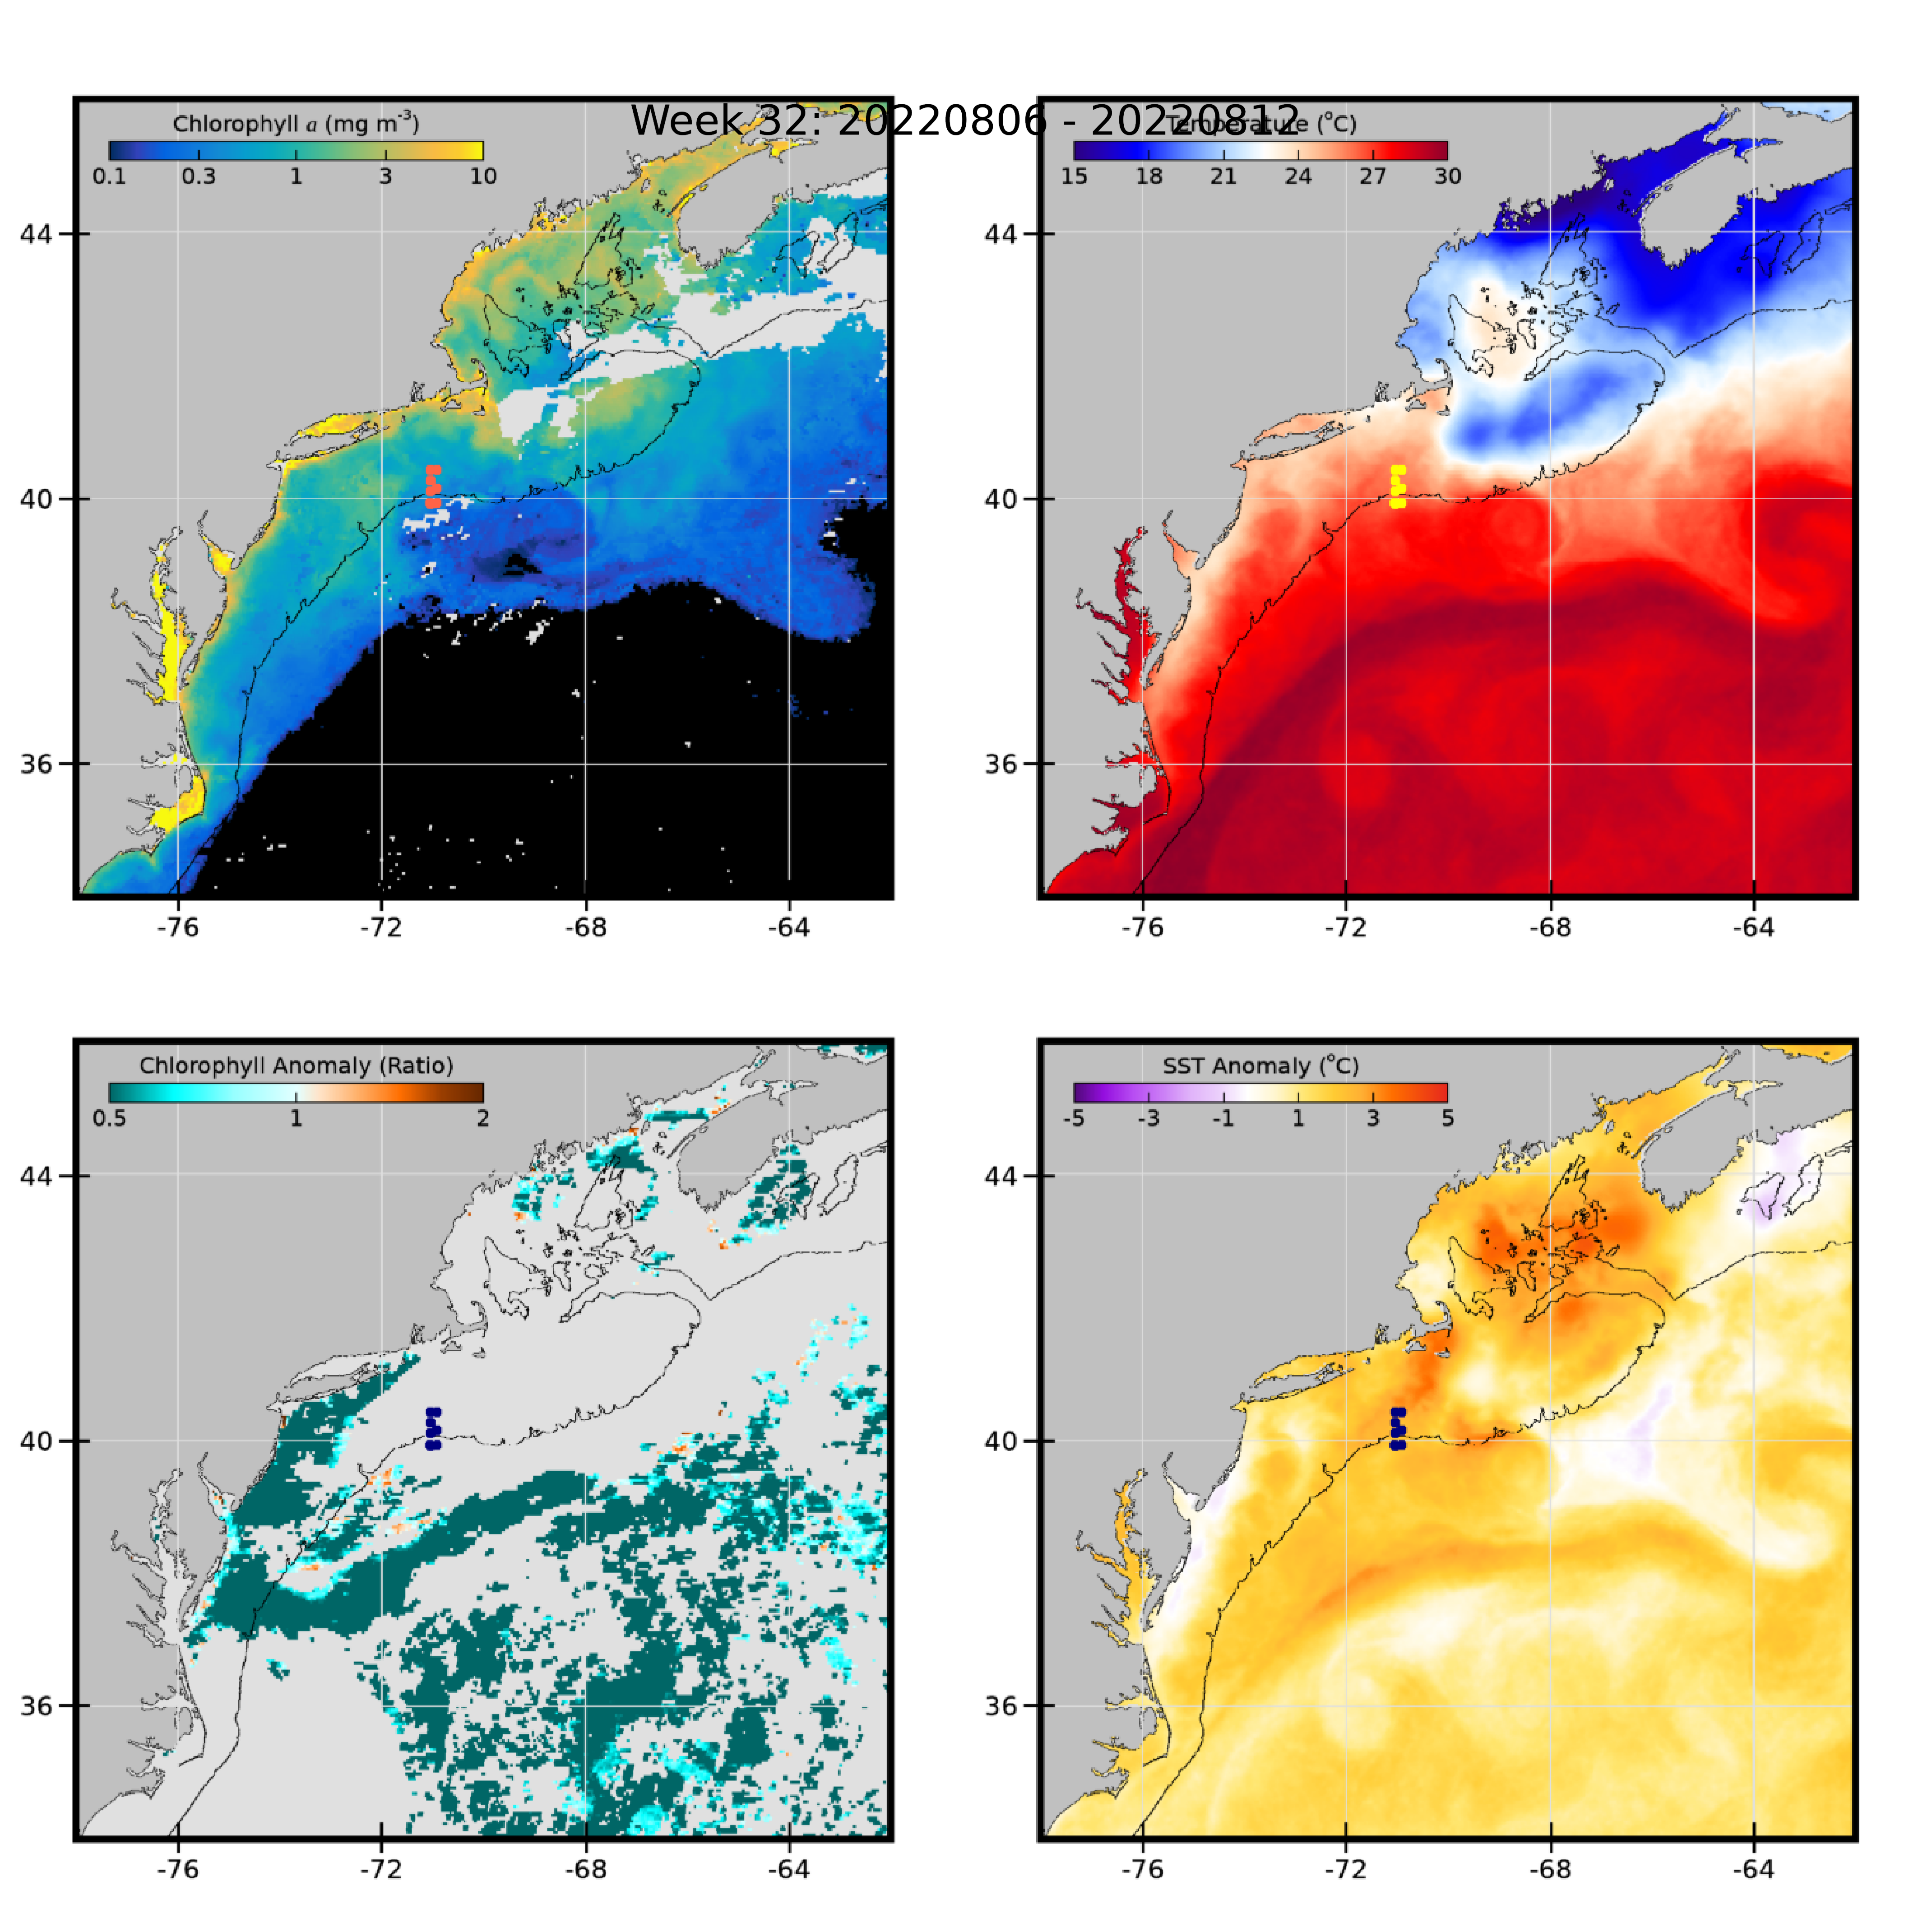 Week 32: 20220806 - 20220812
Chlorophyll a (mg m-3)
0.1 0.3 1 3 10
44
40
36
-76 -72 -68 -64
Temperature (°C)
15 18 21 24 27 30
44
40
36
-76 -72 -68 -64
Chlorophyll Anomaly (Ratio)
0.5 1 2
44
40
36
-76 -72 -68 -64
SST Anomaly (°C)
-5 -3 -1 1 3 5
44
40
36
-76 -72 -68 -64